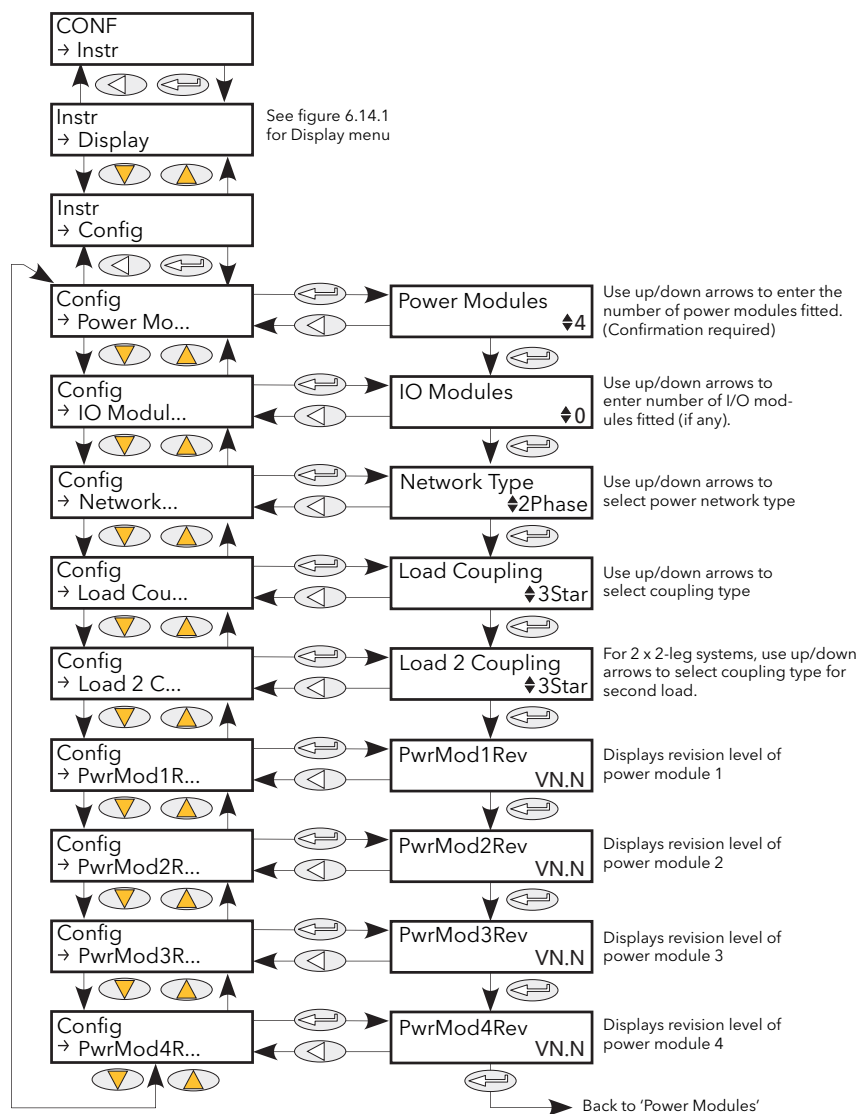 CONF
→ Instr
Instr
→ Display
See figure 6.14.1
for Display menu
Instr
→ Config
Config
→ Power Mo...
Power Modules
4
Use up/down arrows to enter the
number of power modules fitted.
(Confirmation required)
Config
→ IO Modul...
IO Modules
0
Use up/down arrows to
enter number of I/O mod-
ules fitted (if any).
Config
→ Network...
Network Type
2Phase
Use up/down arrows to
select power network type
Config
→ Load Cou...
Load Coupling
3Star
Use up/down arrows to
select coupling type
Config
→ Load 2 C...
Load 2 Coupling
3Star
For 2 x 2-leg systems, use up/down
arrows to select coupling type for
second load.
Config
→ PwrMod1R...
PwrMod1Rev
VN.N
Displays revision level of
power module 1
Config
→ PwrMod2R...
PwrMod2Rev
VN.N
Displays revision level of
power module 2
Config
→ PwrMod3R...
PwrMod3Rev
VN.N
Displays revision level of
power module 3
Config
→ PwrMod4R...
PwrMod4Rev
VN.N
Displays revision level of
power module 4
Back to 'Power Modules'